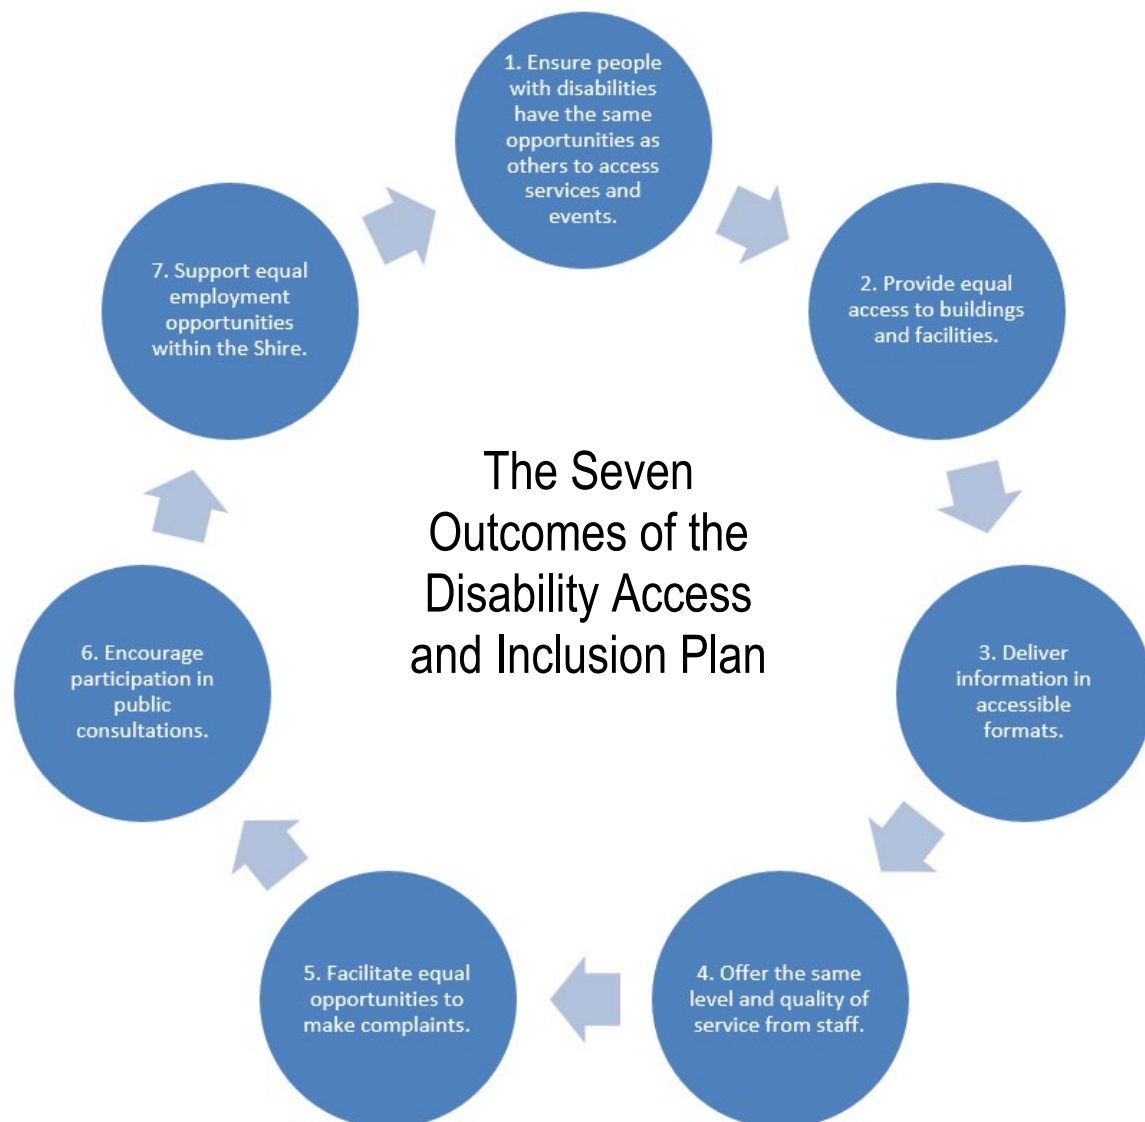 1. Ensure people
with disabilities
have the same
opportunities as
others to access
services and
events.
2. Provide equal
access to buildings
and facilities.
3. Deliver
information in
accessible
formats.
4. Offer the same
level and quality of
service from staff.
5. Facilitate equal
opportunities to
make complaints.
6. Encourage
participation in
public
consultations.
7. Support equal
employment
opportunities
within the Shire.
The Seven
Outcomes of the
Disability Access
and Inclusion Plan